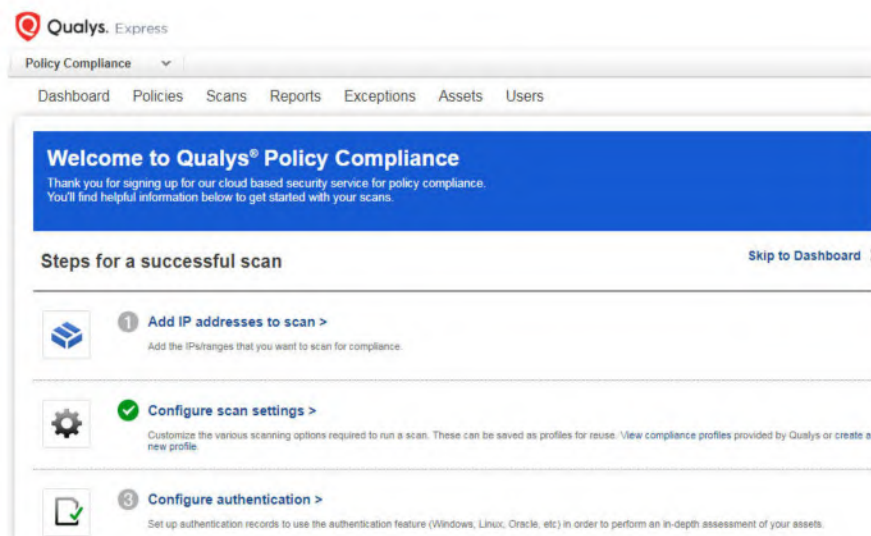 Qualys. Express
Policy Compliance
Dashboard Policies Scans Reports Exceptions Assets Users
Welcome to Qualys® Policy Compliance
Thank you for signing up for our cloud based security service for policy compliance.
You'll find helpful information below to get started with your scans.
Steps for a successful scan
Skip to Dashboard
1 Add IP addresses to scan >
Add the IPs/ranges that you want to scan for compliance.
Configure scan settings >
Customize the various scanning options required to run a scan. These can be saved as profiles for reuse. View compliance profiles provided by Qualys or create a
new profile.
3 Configure authentication >
Set up authentication records to use the authentication feature (Windows, Linux, Oracle, etc) in order to perform an in-depth assessment of your assets.